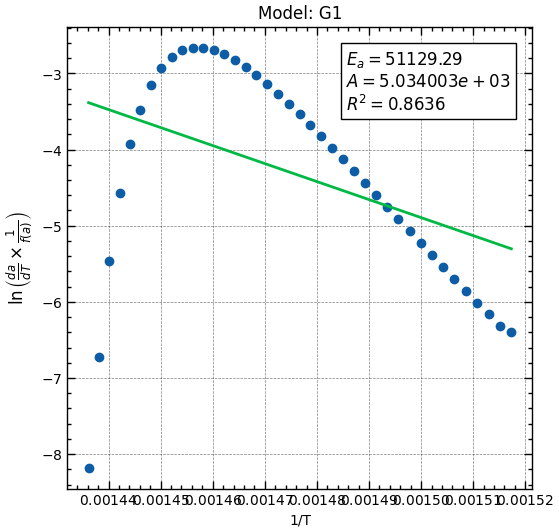 Model: G1
E_a = 51129.29
A = 5.034003e + 03
R^2 = 0.8636
−3
−4
−5
−6
−7
−8
ln (da/dT × 1/f(a))
0.00144 0.00145 0.00146 0.00147 0.00148 0.00149 0.00150 0.00151 0.00152
1/T